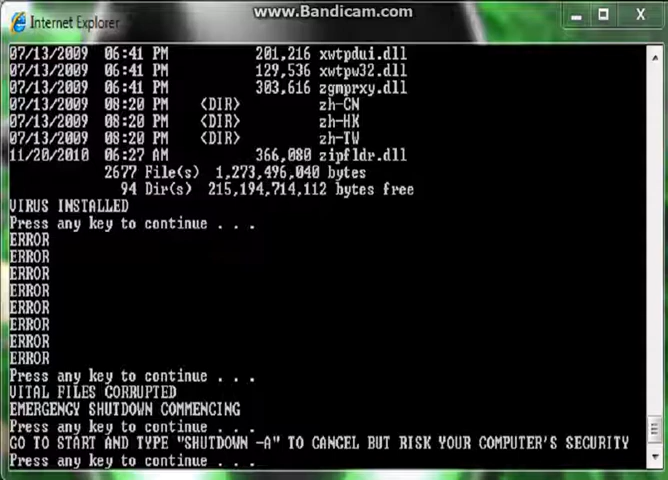 www.Bandicam.com
Internet Explorer
07/13/2009  06:41 PM           201,216 xwtpdui.dll
07/13/2009  06:41 PM           129,536 xwtpw32.dll
07/13/2009  06:41 PM           303,616 zgmprxy.dll
07/13/2009  08:20 PM    <DIR>          zh-CN
07/13/2009  08:20 PM    <DIR>          zh-HK
07/13/2009  08:20 PM    <DIR>          zh-TW
11/20/2010  06:27 AM           366,080 zipfldr.dll
2677 File(s)  1,273,496,040 bytes
94 Dir(s)  215,194,714,112 bytes free
VIRUS INSTALLED
Press any key to continue . . .
ERROR
ERROR
ERROR
ERROR
ERROR
ERROR
ERROR
ERROR
Press any key to continue . . .
VITAL FILES CORRUPTED
EMERGENCY SHUTDOWN COMMENCING
Press any key to continue . . .
GO TO START AND TYPE "SHUTDOWN -A" TO CANCEL BUT RISK YOUR COMPUTER'S SECURITY
Press any key to continue . . .